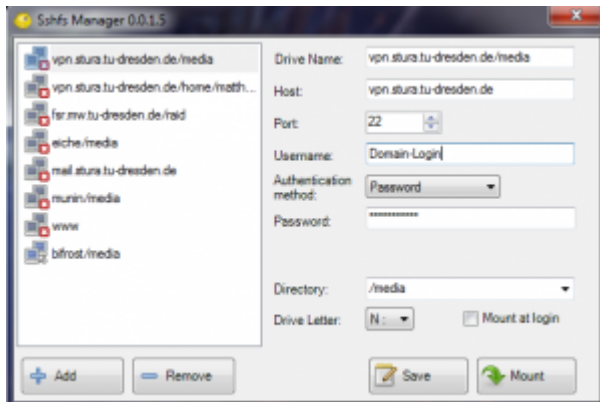 Sshfs Manager 0.0.1.5
vpn.stura.tu-dresden.de/media
vpn.stura.tu-dresden.de/home/matth...
fsr.mw.tu-dresden.de/raid
eiche/media
mail.stura.tu-dresden.de
munin/media
www
bifrost/media
Drive Name: vpn.stura.tu-dresden.de/media
Host: vpn.stura.tu-dresden.de
Port: 22
Username: Domain-Login
Authentication
method: Password
Password: ***********
Directory: /media
Drive Letter: N: Mount at login
Add Remove Save Mount